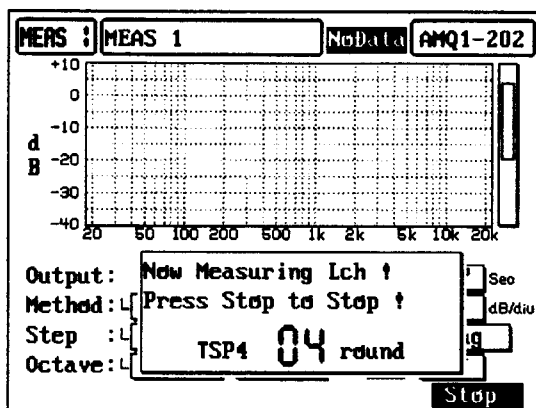 MEAS : MEAS 1 NoData AMQ1-202
+10
0
-10
-20
-30
-40
dB
20 50 100 200 500 1k 2k 5k 10k 20k
Output: Sec
Method: dB/div
Step :
Octave:
Now Measuring Lch !
Press Stop to Stop !
TSP4 04 round
Stop